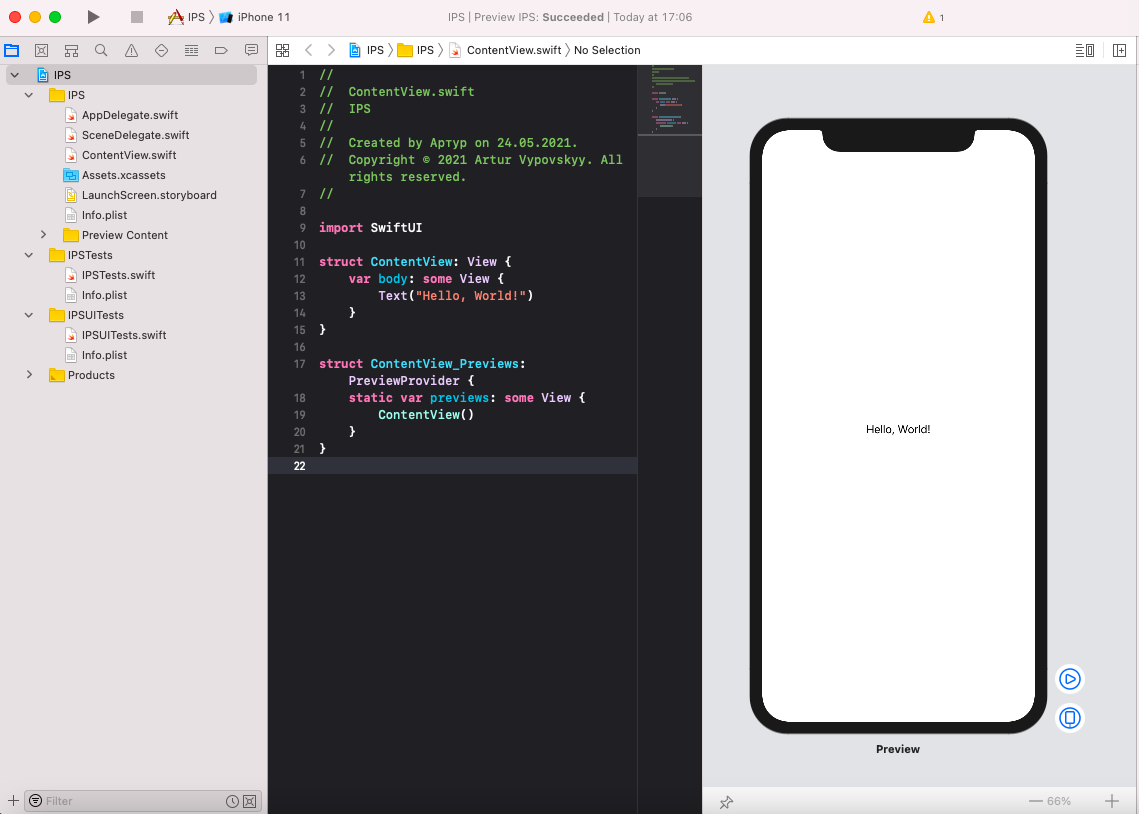 IPS
iPhone 11
IPS | Preview IPS: Succeeded | Today at 17:06
1
IPS
IPS
ContentView.swift
No Selection
IPS
IPS
AppDelegate.swift
SceneDelegate.swift
ContentView.swift
Assets.xcassets
LaunchScreen.storyboard
Info.plist
Preview Content
IPSTests
IPSTests.swift
Info.plist
IPSUITests
IPSUITests.swift
Info.plist
Products
Filter
1 //
2 //  ContentView.swift
3 //  IPS
4 //
5 //  Created by Артур on 24.05.2021.
6 //  Copyright © 2021 Artur Vypovskyy. All
rights reserved.
7 //
8
9 import SwiftUI
10
11 struct ContentView: View {
12     var body: some View {
13         Text("Hello, World!")
14     }
15 }
16
17 struct ContentView_Previews:
PreviewProvider {
18     static var previews: some View {
19         ContentView()
20     }
21 }
22
Hello, World!
Preview
66%